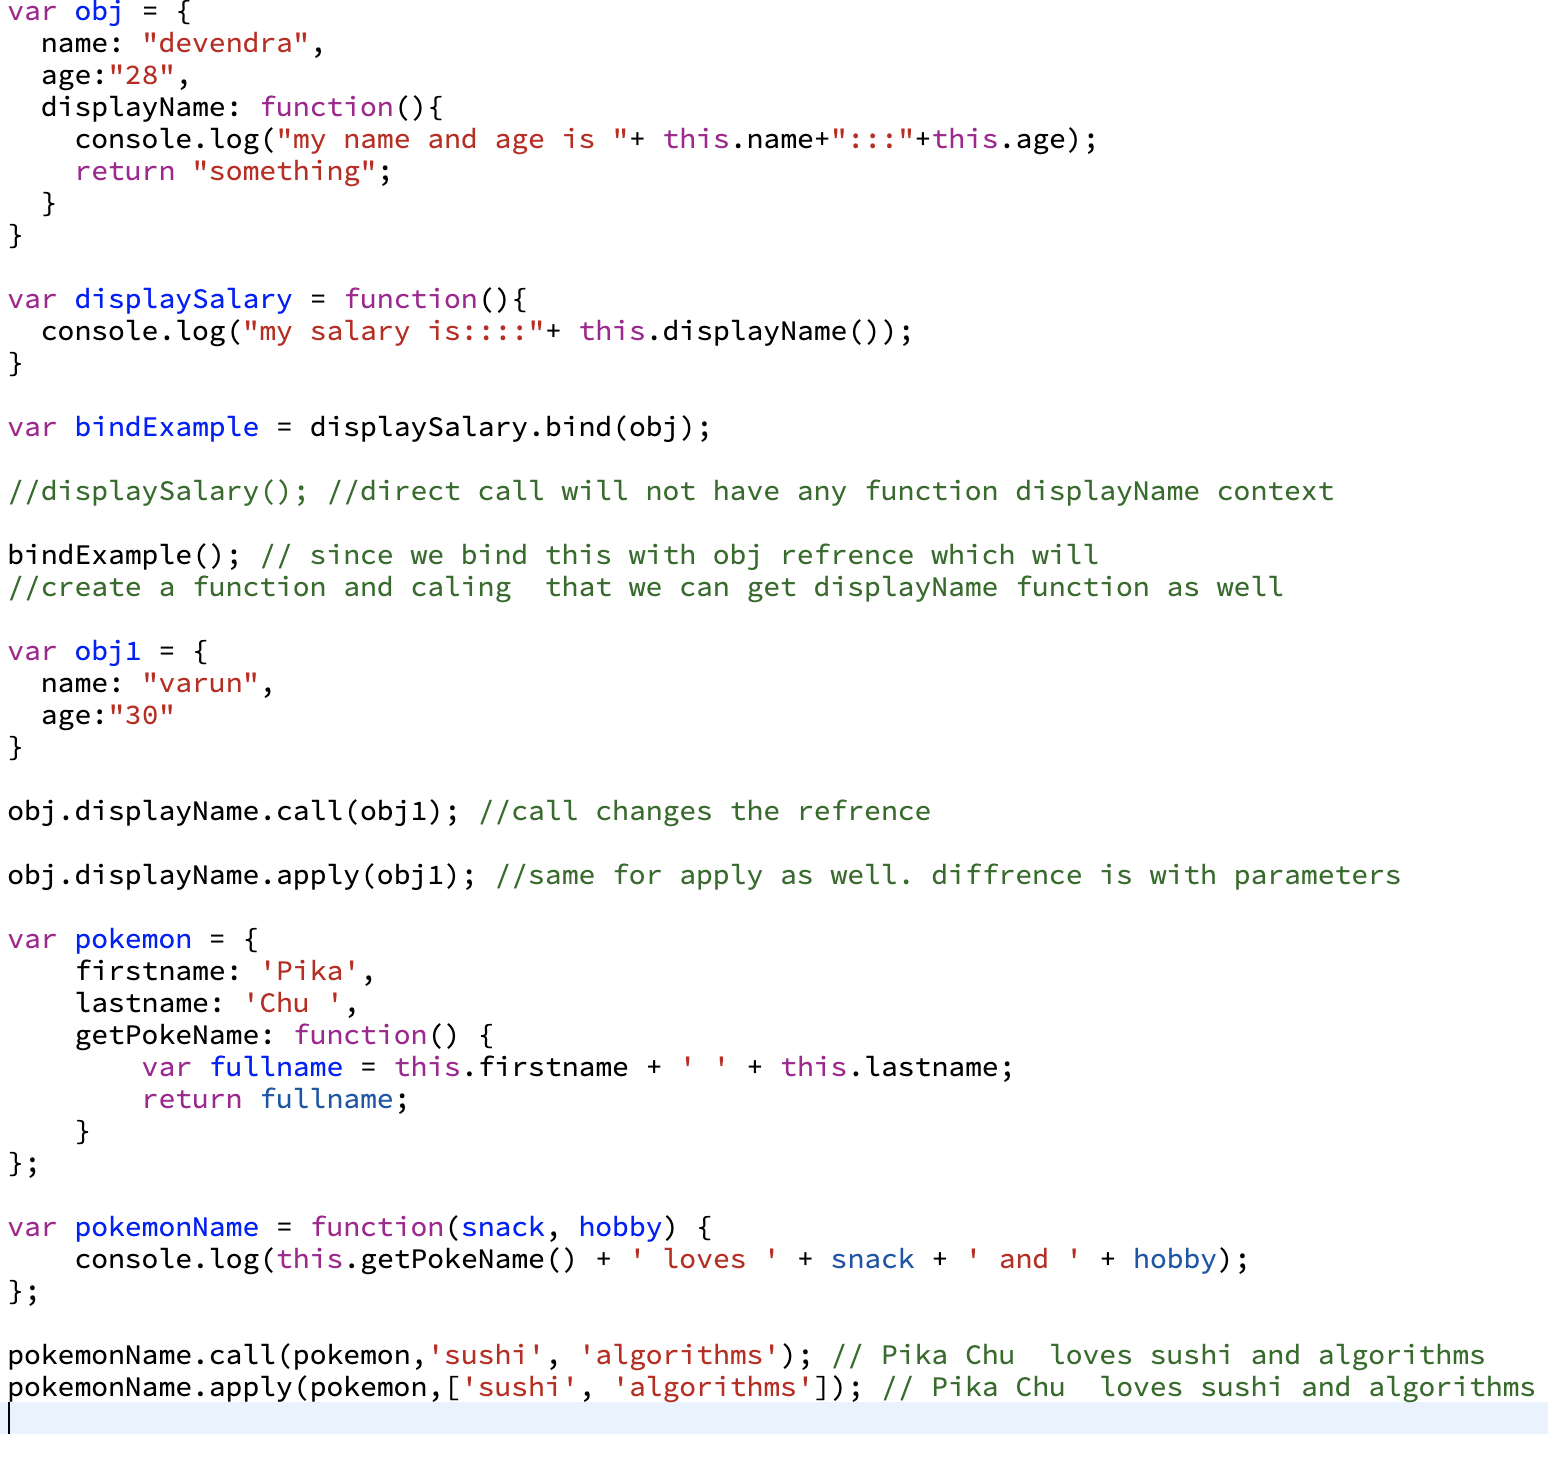 var obj = {
  name: "devendra",
  age:"28",
  displayName: function(){
    console.log("my name and age is "+ this.name+":::"+this.age);
    return "something";
  }
}

var displaySalary = function(){
  console.log("my salary is::::"+ this.displayName());
}

var bindExample = displaySalary.bind(obj);

//displaySalary(); //direct call will not have any function displayName context

bindExample(); // since we bind this with obj refrence which will
//create a function and caling  that we can get displayName function as well

var obj1 = {
  name: "varun",
  age:"30"
}

obj.displayName.call(obj1); //call changes the refrence

obj.displayName.apply(obj1); //same for apply as well. diffrence is with parameters

var pokemon = {
    firstname: 'Pika',
    lastname: 'Chu ',
    getPokeName: function() {
        var fullname = this.firstname + ' ' + this.lastname;
        return fullname;
    }
};

var pokemonName = function(snack, hobby) {
    console.log(this.getPokeName() + ' loves ' + snack + ' and ' + hobby);
};

pokemonName.call(pokemon,'sushi', 'algorithms'); // Pika Chu  loves sushi and algorithms
pokemonName.apply(pokemon,['sushi', 'algorithms']); // Pika Chu  loves sushi and algorithms